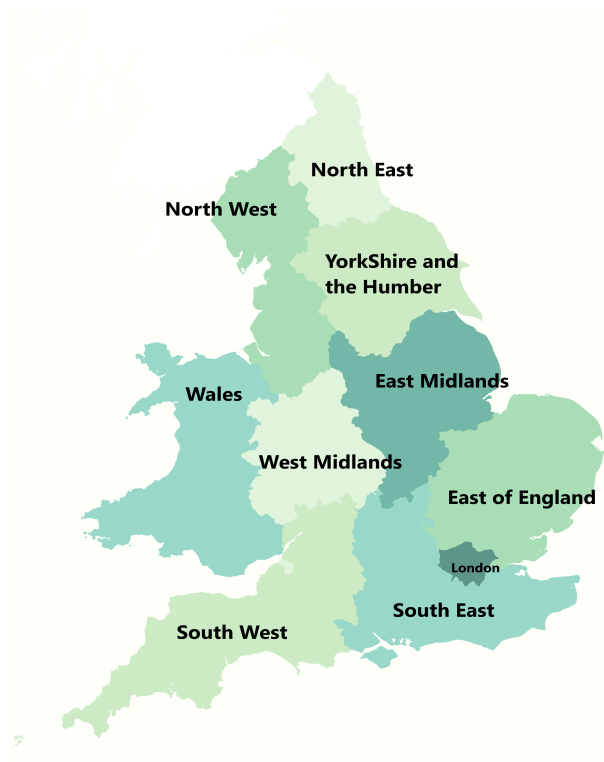 North East
North West
YorkShire and
the Humber
East Midlands
Wales
West Midlands
East of England
London
South East
South West